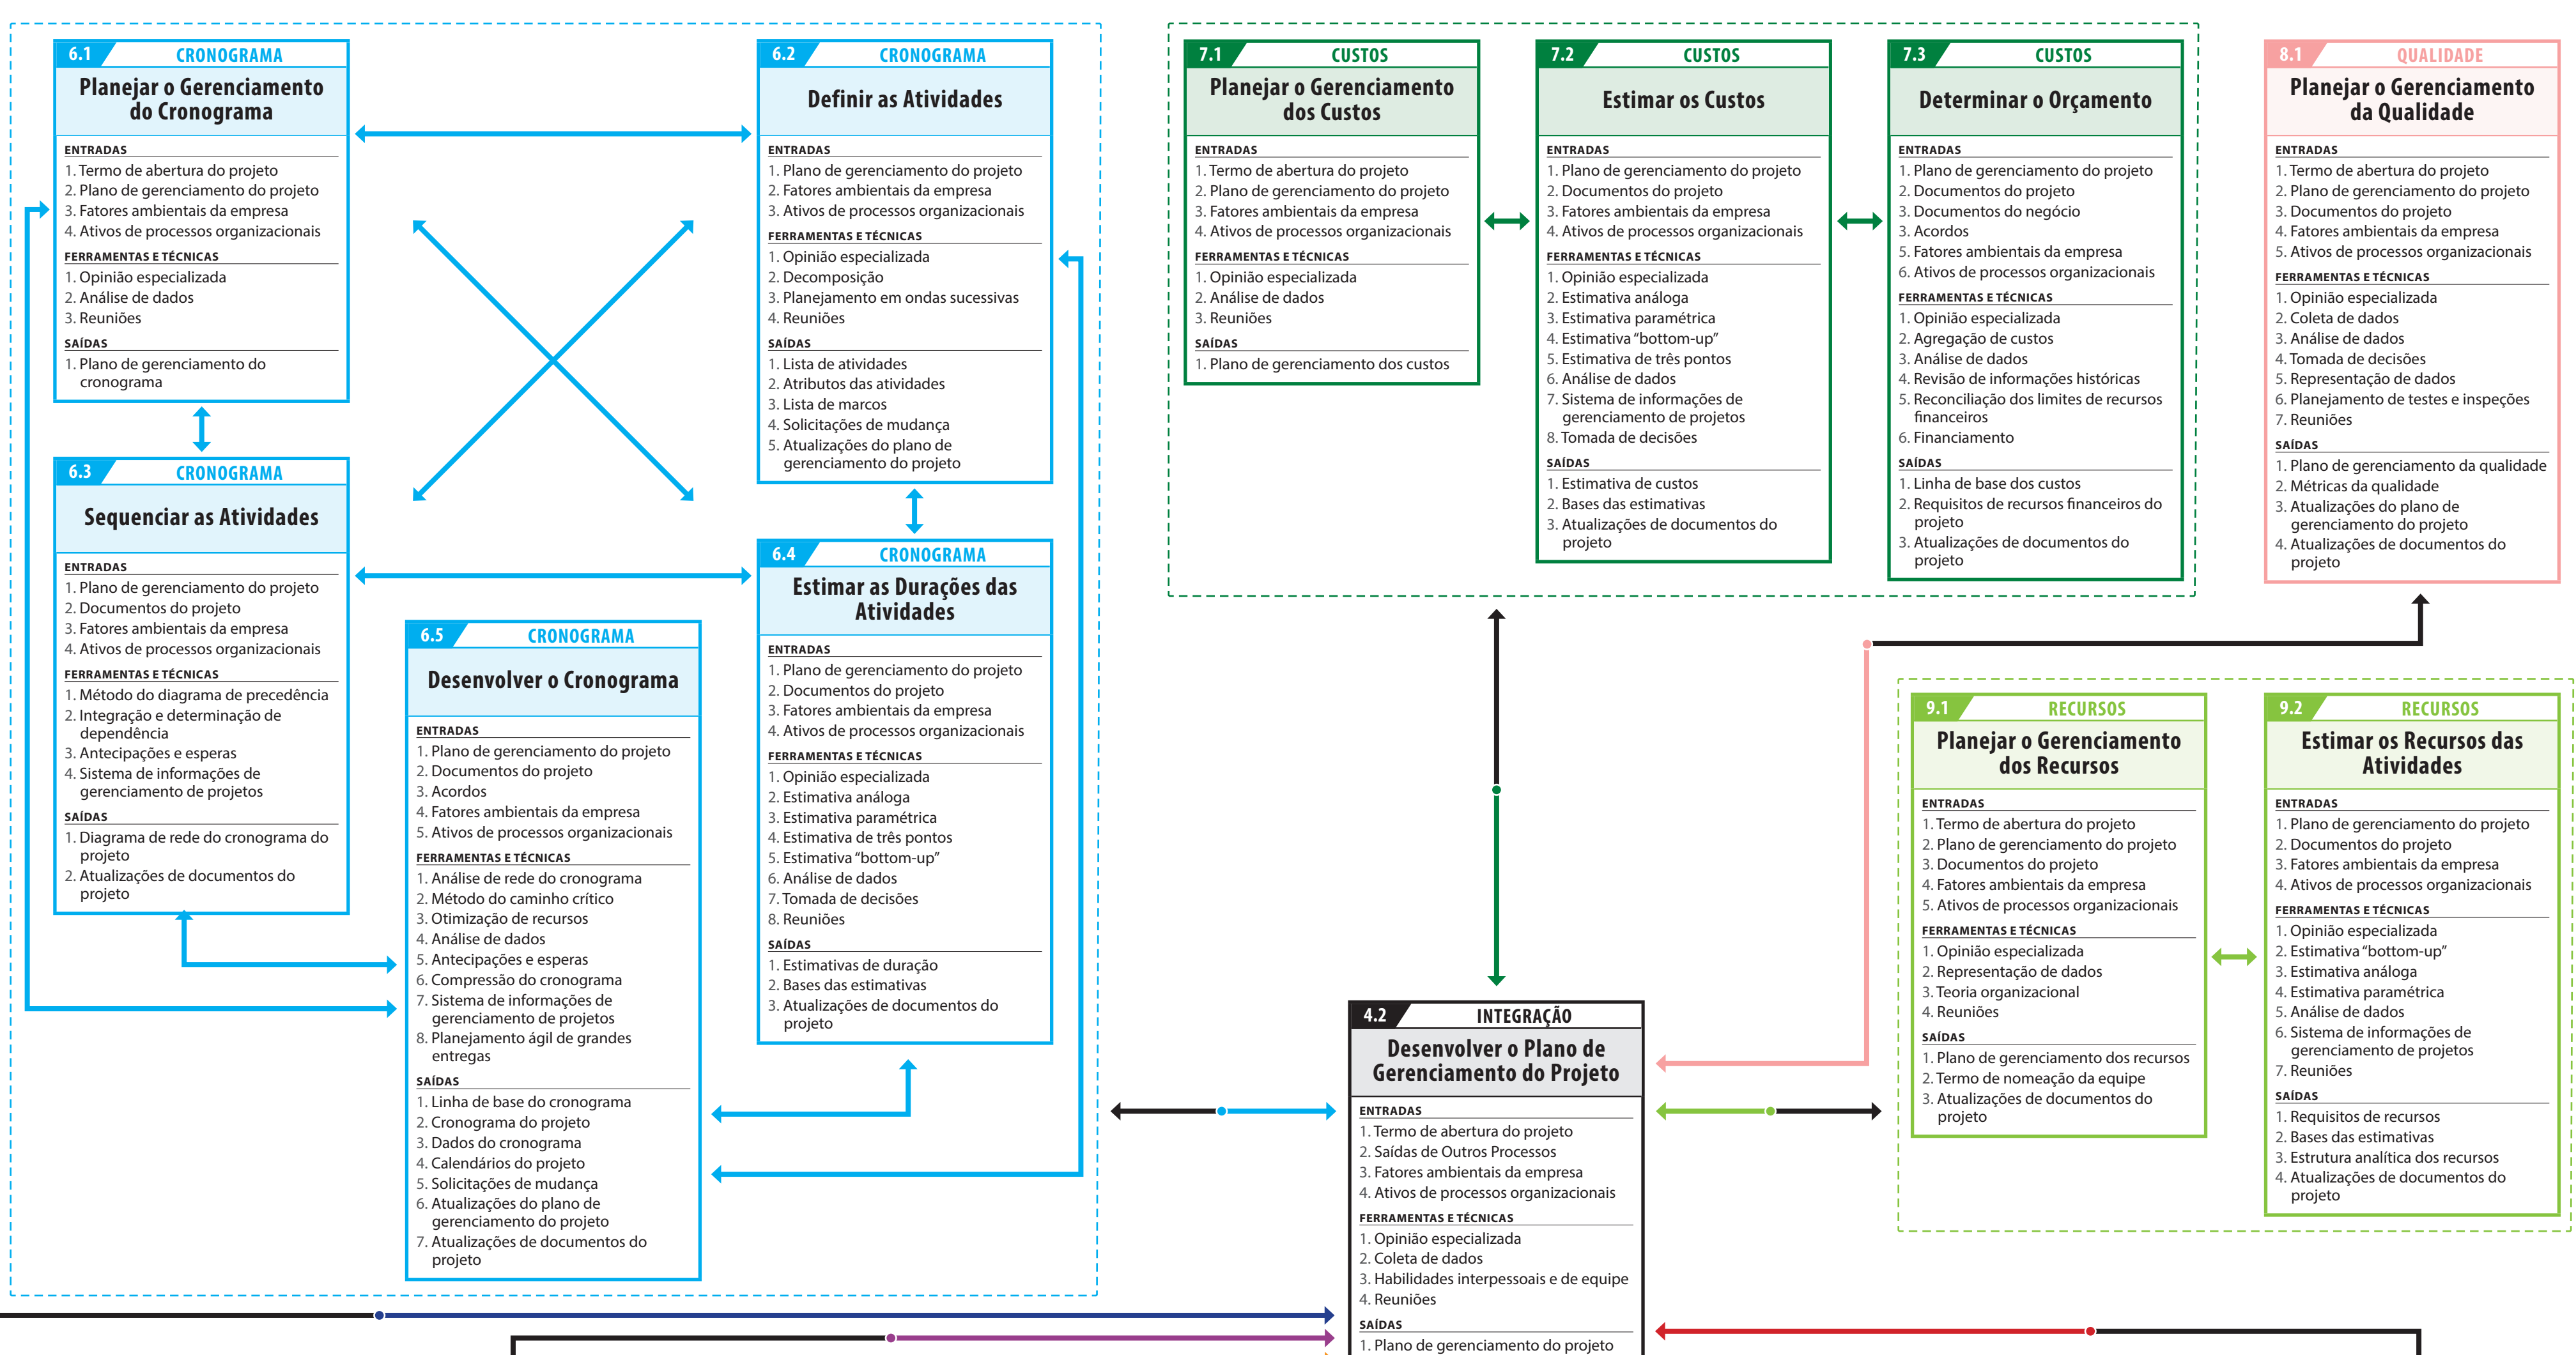 6.1 CRONOGRAMA
Planejar o Gerenciamento
do Cronograma
ENTRADAS
1. Termo de abertura do projeto
2. Plano de gerenciamento do projeto
3. Fatores ambientais da empresa
4. Ativos de processos organizacionais
FERRAMENTAS E TÉCNICAS
1. Opinião especializada
2. Análise de dados
3. Reuniões
SAÍDAS
1. Plano de gerenciamento do
cronograma
6.2 CRONOGRAMA
Definir as Atividades
ENTRADAS
1. Plano de gerenciamento do projeto
2. Fatores ambientais da empresa
3. Ativos de processos organizacionais
FERRAMENTAS E TÉCNICAS
1. Opinião especializada
2. Decomposição
3. Planejamento em ondas sucessivas
4. Reuniões
SAÍDAS
1. Lista de atividades
2. Atributos das atividades
3. Lista de marcos
4. Solicitações de mudança
5. Atualizações do plano de
gerenciamento do projeto
6.3 CRONOGRAMA
Sequenciar as Atividades
ENTRADAS
1. Plano de gerenciamento do projeto
2. Documentos do projeto
3. Fatores ambientais da empresa
4. Ativos de processos organizacionais
FERRAMENTAS E TÉCNICAS
1. Método do diagrama de precedência
2. Integração e determinação de
dependência
3. Antecipações e esperas
4. Sistema de informações de
gerenciamento de projetos
SAÍDAS
1. Diagrama de rede do cronograma do
projeto
2. Atualizações de documentos do
projeto
6.4 CRONOGRAMA
Estimar as Durações das
Atividades
ENTRADAS
1. Plano de gerenciamento do projeto
2. Documentos do projeto
3. Fatores ambientais da empresa
4. Ativos de processos organizacionais
FERRAMENTAS E TÉCNICAS
1. Opinião especializada
2. Estimativa análoga
3. Estimativa paramétrica
4. Estimativa de três pontos
5. Estimativa “bottom-up”
6. Análise de dados
7. Tomada de decisões
8. Reuniões
SAÍDAS
1. Estimativas de duração
2. Bases das estimativas
3. Atualizações de documentos do
projeto
6.5 CRONOGRAMA
Desenvolver o Cronograma
ENTRADAS
1. Plano de gerenciamento do projeto
2. Documentos do projeto
3. Acordos
4. Fatores ambientais da empresa
5. Ativos de processos organizacionais
FERRAMENTAS E TÉCNICAS
1. Análise de rede do cronograma
2. Método do caminho crítico
3. Otimização de recursos
4. Análise de dados
5. Antecipações e esperas
6. Compressão do cronograma
7. Sistema de informações de
gerenciamento de projetos
8. Planejamento ágil de grandes
entregas
SAÍDAS
1. Linha de base do cronograma
2. Cronograma do projeto
3. Dados do cronograma
4. Calendários do projeto
5. Solicitações de mudança
6. Atualizações do plano de
gerenciamento do projeto
7. Atualizações de documentos do
projeto
7.1 CUSTOS
Planejar o Gerenciamento
dos Custos
ENTRADAS
1. Termo de abertura do projeto
2. Plano de gerenciamento do projeto
3. Fatores ambientais da empresa
4. Ativos de processos organizacionais
FERRAMENTAS E TÉCNICAS
1. Opinião especializada
2. Análise de dados
3. Reuniões
SAÍDAS
1. Plano de gerenciamento dos custos
7.2 CUSTOS
Estimar os Custos
ENTRADAS
1. Plano de gerenciamento do projeto
2. Documentos do projeto
3. Fatores ambientais da empresa
4. Ativos de processos organizacionais
FERRAMENTAS E TÉCNICAS
1. Opinião especializada
2. Estimativa análoga
3. Estimativa paramétrica
4. Estimativa “bottom-up”
5. Estimativa de três pontos
6. Análise de dados
7. Sistema de informações de
gerenciamento de projetos
8. Tomada de decisões
SAÍDAS
1. Estimativa de custos
2. Bases das estimativas
3. Atualizações de documentos do
projeto
7.3 CUSTOS
Determinar o Orçamento
ENTRADAS
1. Plano de gerenciamento do projeto
2. Documentos do projeto
3. Documentos do negócio
3. Acordos
5. Fatores ambientais da empresa
6. Ativos de processos organizacionais
FERRAMENTAS E TÉCNICAS
1. Opinião especializada
2. Agregação de custos
3. Análise de dados
4. Revisão de informações históricas
5. Reconciliação dos limites de recursos
financeiros
6. Financiamento
SAÍDAS
1. Linha de base dos custos
2. Requisitos de recursos financeiros do
projeto
3. Atualizações de documentos do
projeto
8.1 QUALIDADE
Planejar o Gerenciamento
da Qualidade
ENTRADAS
1. Termo de abertura do projeto
2. Plano de gerenciamento do projeto
3. Documentos do projeto
4. Fatores ambientais da empresa
5. Ativos de processos organizacionais
FERRAMENTAS E TÉCNICAS
1. Opinião especializada
2. Coleta de dados
3. Análise de dados
4. Tomada de decisões
5. Representação de dados
6. Planejamento de testes e inspeções
7. Reuniões
SAÍDAS
1. Plano de gerenciamento da qualidade
2. Métricas da qualidade
3. Atualizações do plano de
gerenciamento do projeto
4. Atualizações de documentos do
projeto
9.1 RECURSOS
Planejar o Gerenciamento
dos Recursos
ENTRADAS
1. Termo de abertura do projeto
2. Plano de gerenciamento do projeto
3. Documentos do projeto
4. Fatores ambientais da empresa
5. Ativos de processos organizacionais
FERRAMENTAS E TÉCNICAS
1. Opinião especializada
2. Representação de dados
3. Teoria organizacional
4. Reuniões
SAÍDAS
1. Plano de gerenciamento dos recursos
2. Termo de nomeação da equipe
3. Atualizações de documentos do
projeto
9.2 RECURSOS
Estimar os Recursos das
Atividades
ENTRADAS
1. Plano de gerenciamento do projeto
2. Documentos do projeto
3. Fatores ambientais da empresa
4. Ativos de processos organizacionais
FERRAMENTAS E TÉCNICAS
1. Opinião especializada
2. Estimativa “bottom-up”
3. Estimativa análoga
4. Estimativa paramétrica
5. Análise de dados
6. Sistema de informações de
gerenciamento de projetos
7. Reuniões
SAÍDAS
1. Requisitos de recursos
2. Bases das estimativas
3. Estrutura analítica dos recursos
4. Atualizações de documentos do
projeto
4.2 INTEGRAÇÃO
Desenvolver o Plano de
Gerenciamento do Projeto
ENTRADAS
1. Termo de abertura do projeto
2. Saídas de Outros Processos
3. Fatores ambientais da empresa
4. Ativos de processos organizacionais
FERRAMENTAS E TÉCNICAS
1. Opinião especializada
2. Coleta de dados
3. Habilidades interpessoais e de equipe
4. Reuniões
SAÍDAS
1. Plano de gerenciamento do projeto